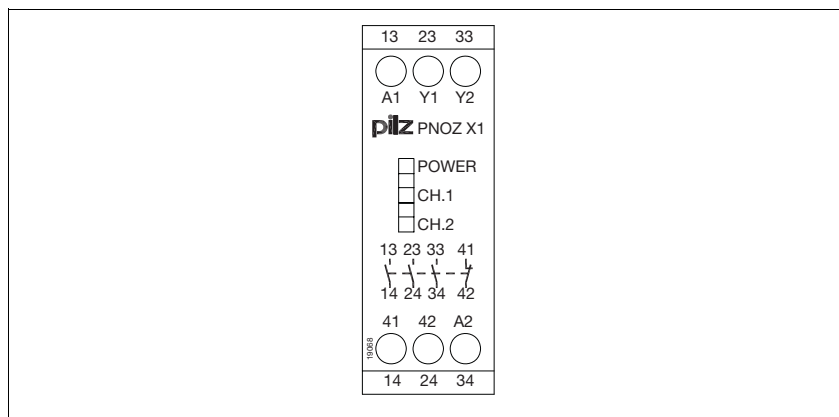 13 23 33
A1 Y1 Y2
pilz PNOZ X1
POWER
CH.1
CH.2
13 23 33 41
14 24 34 42
41 42 A2
19068
14 24 34